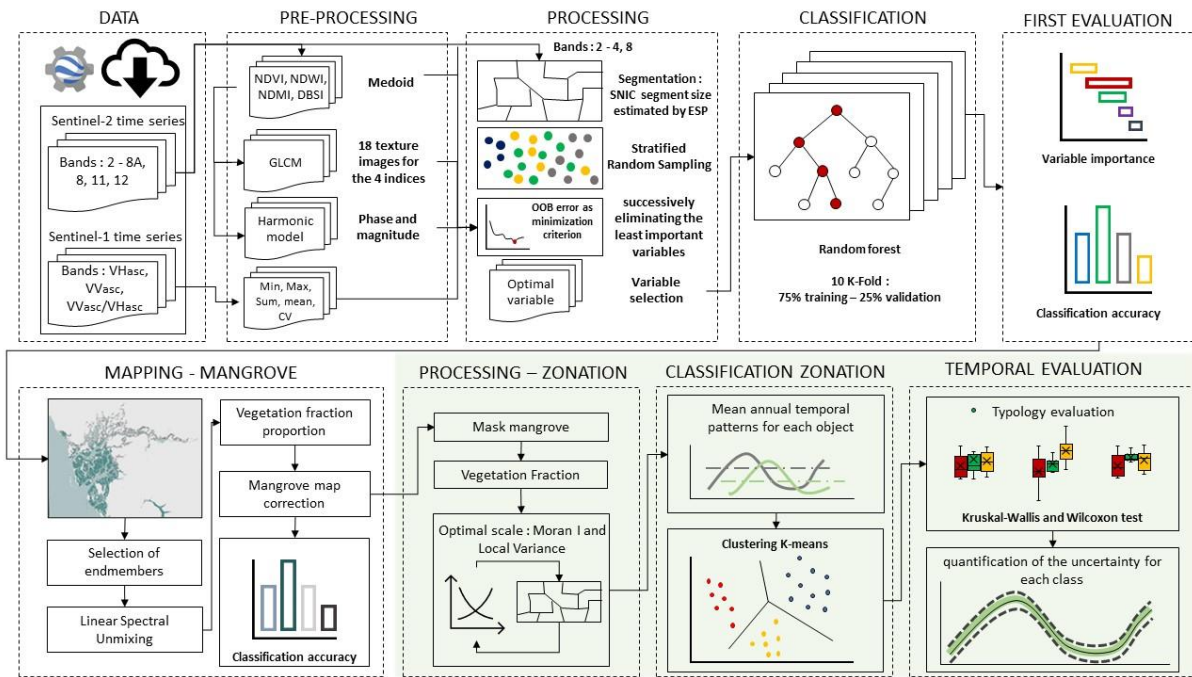 DATA
Sentinel-2 time series
Bands : 2 - 8A,
8, 11, 12
Sentinel-1 time series
Bands : VHasc,
VVasc,
VVasc/VHasc
PRE-PROCESSING
NDVI, NDWI,
NDMI, DBSI
Medoid
GLCM
18 texture
images for
the 4 indices
Harmonic
model
Phase and
magnitude
Min, Max,
Sum, mean,
CV
PROCESSING
Bands : 2 - 4, 8
Segmentation :
SNIC segment size
estimated by ESP
Stratified
Random Sampling
OOB error as
minimization
criterion
successively
eliminating the
least important
variables
Optimal
variable
Variable
selection
CLASSIFICATION
Random forest
10 K-Fold :
75% training – 25% validation
FIRST EVALUATION
Variable importance
Classification accuracy
MAPPING - MANGROVE
Selection of
endmembers
Linear Spectral
Unmixing
Vegetation fraction
proportion
Mangrove map
correction
Classification accuracy
PROCESSING – ZONATION
Mask mangrove
Vegetation Fraction
Optimal scale : Moran I and
Local Variance
CLASSIFICATION ZONATION
Mean annual temporal
patterns for each object
Clustering K-means
TEMPORAL EVALUATION
Typology evaluation
Kruskal-Wallis and Wilcoxon test
quantification of the uncertainty for
each class